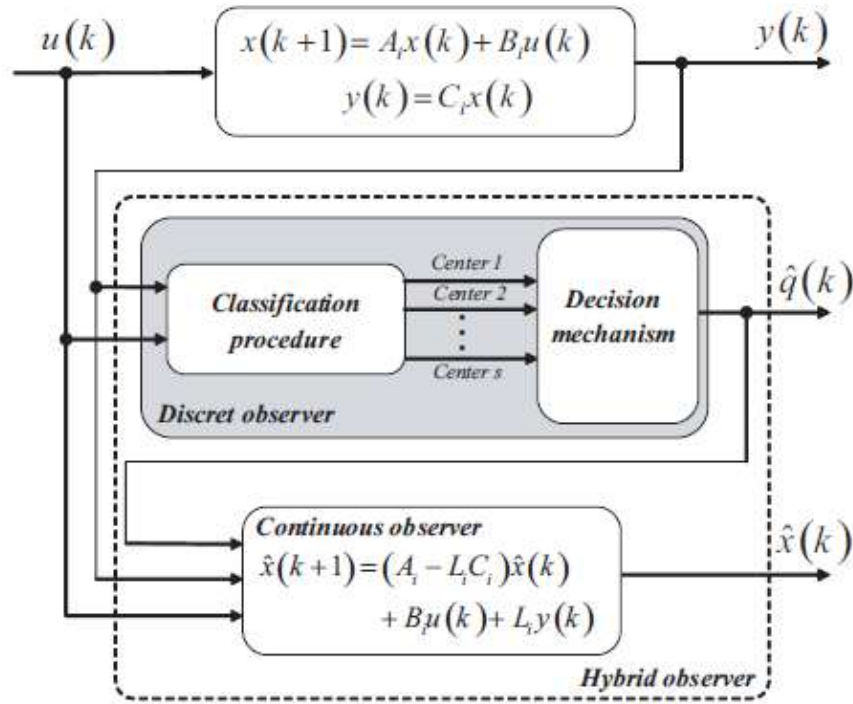 u(k)
x(k+1)= A_i x(k)+ B_i u(k)
y(k)= C_i x(k)
y(k)
Center 1
Center 2
Center s
Classification
procedure
Decision
mechanism
q̂(k)
Discret observer
Continuous observer
x̂(k+1)=(A_i − L_i C_i)x̂(k)
+ B_i u(k)+ L_i y(k)
x̂(k)
Hybrid observer